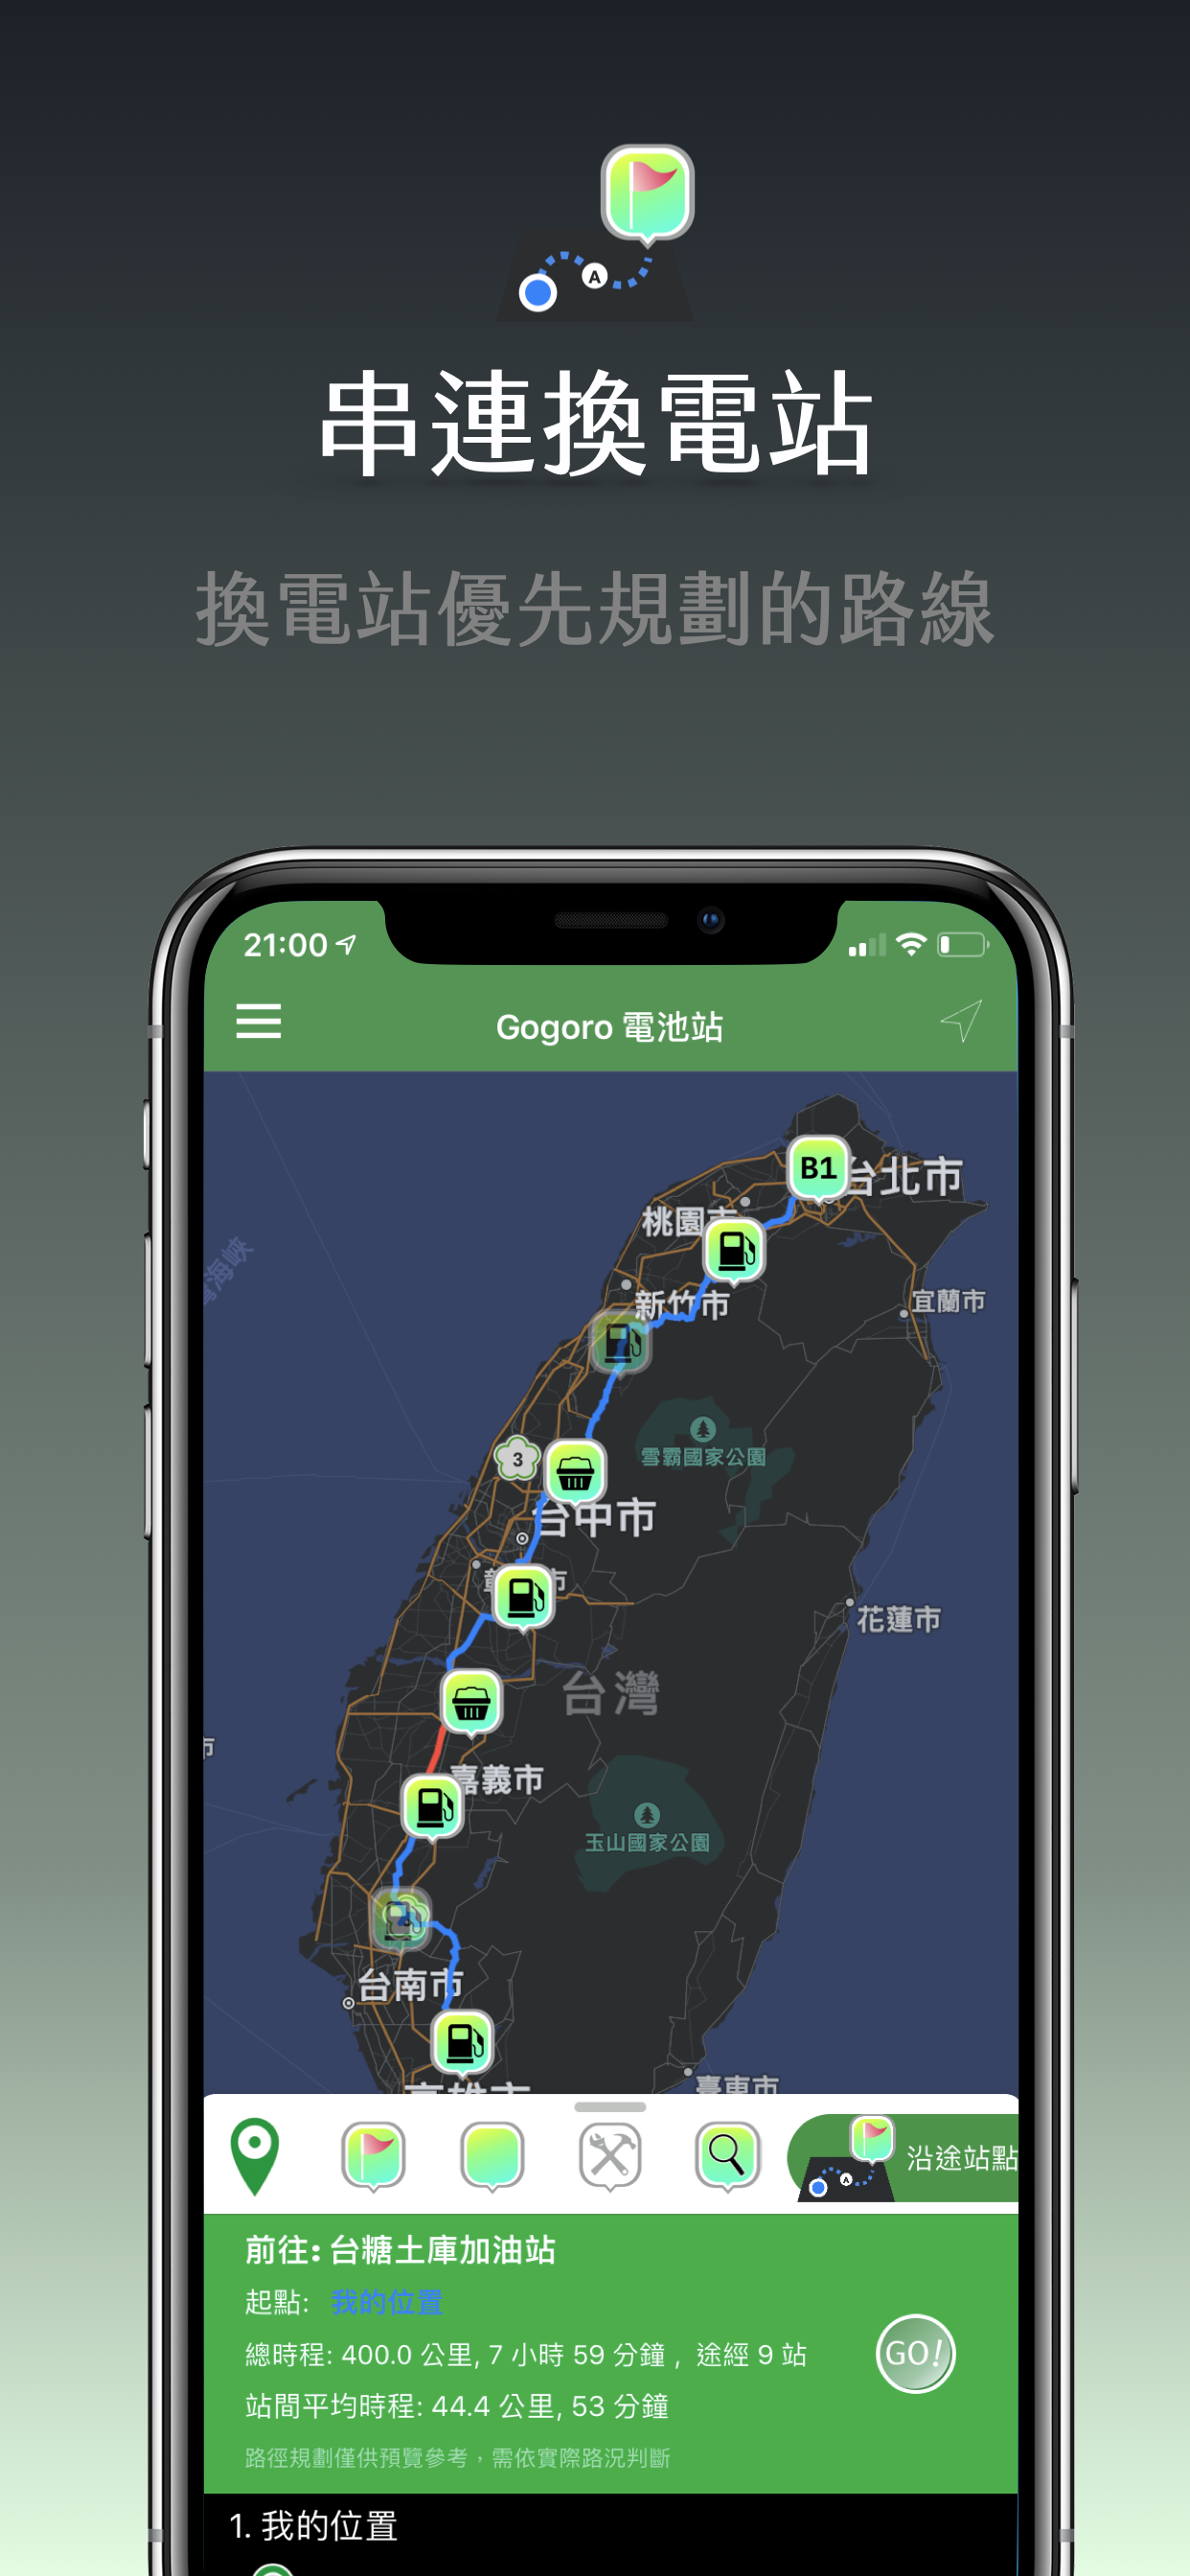 A
串連換電站
換電站優先規劃的路線
21:00
Gogoro 電池站
B1
台北市
桃園市
新竹市
宜蘭市
雪霸國家公園
3
台中市
花蓮市
台灣
嘉義市
玉山國家公園
台南市
臺東市
A
沿途站點
前往: 台糖土庫加油站
起點: 我的位置
總時程: 400.0 公里, 7 小時 59 分鐘 , 途經 9 站
站間平均時程: 44.4 公里, 53 分鐘
GO!
路徑規劃僅供預覽參考，需依實際路況判斷
1. 我的位置